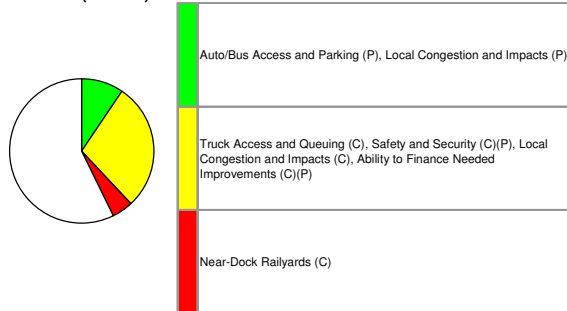 Auto/Bus Access and Parking (P), Local Congestion and Impacts (P)
Truck Access and Queuing (C), Safety and Security (C)(P), Local
Congestion and Impacts (C), Ability to Finance Needed
Improvements (C)(P)
Near-Dock Railyards (C)